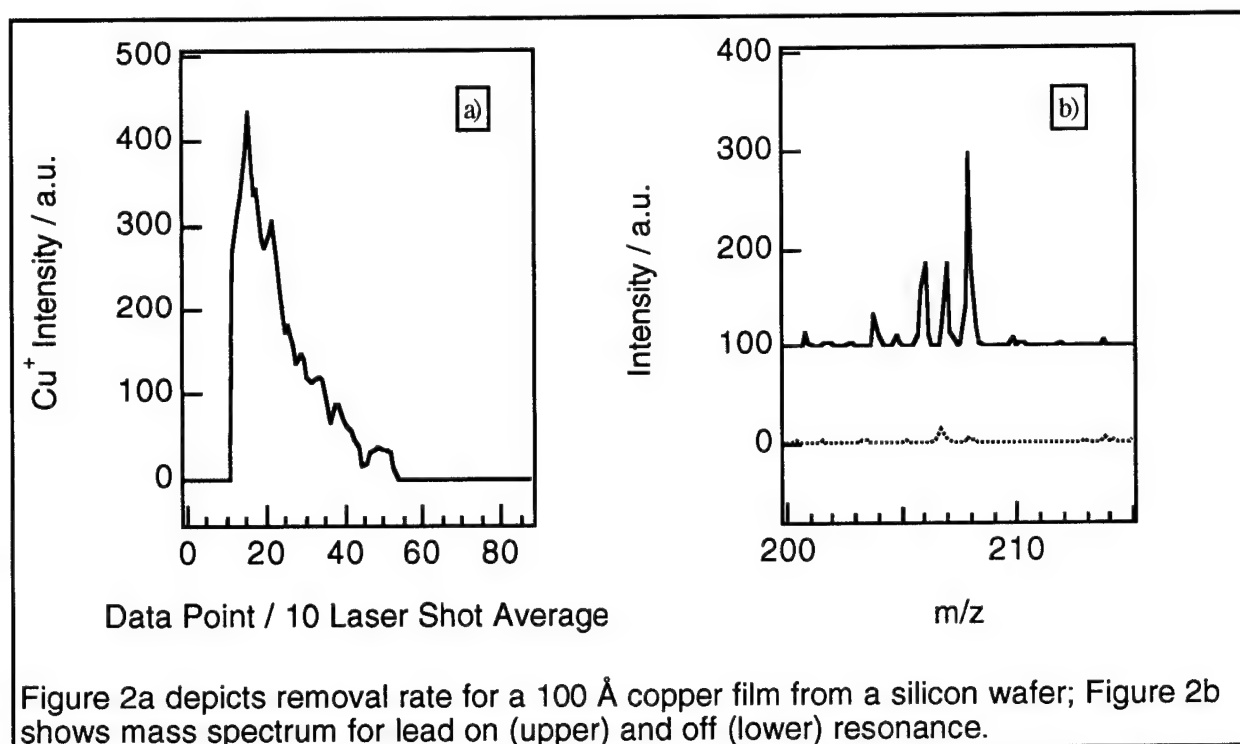 500
400
300
200
100
0
Cu+ Intensity / a.u.
a)
0 20 40 60 80
Data Point / 10 Laser Shot Average
400
300
200
100
0
Intensity / a.u.
b)
200 210
m/z
Figure 2a depicts removal rate for a 100 Å copper film from a silicon wafer; Figure 2b
shows mass spectrum for lead on (upper) and off (lower) resonance.